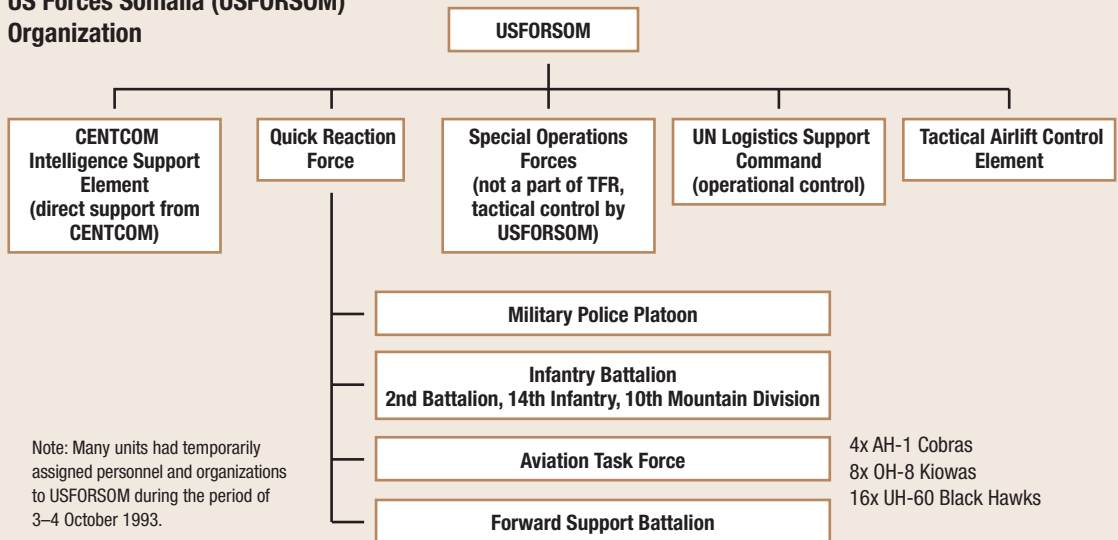 US Forces Somalia (USFORSOM)
Organization
USFORSOM
CENTCOM
Intelligence Support
Element
(direct support from
CENTCOM)
Quick Reaction
Force
Special Operations
Forces
(not a part of TFR,
tactical control by
USFORSOM)
UN Logistics Support
Command
(operational control)
Tactical Airlift Control
Element
Military Police Platoon
Infantry Battalion
2nd Battalion, 14th Infantry, 10th Mountain Division
Aviation Task Force
4x AH-1 Cobras
8x OH-8 Kiowas
16x UH-60 Black Hawks
Forward Support Battalion
Note: Many units had temporarily
assigned personnel and organizations
to USFORSOM during the period of
3–4 October 1993.